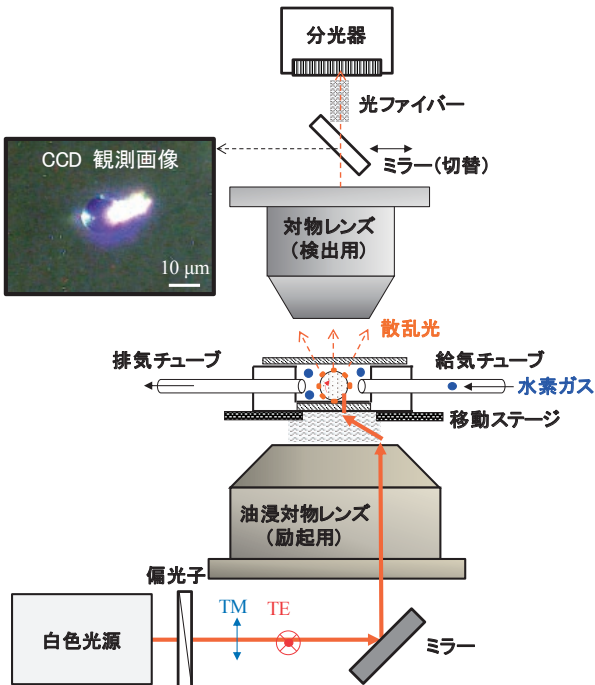 分光器
光ファイバー
ミラー(切替)
CCD 観測画像
10 μm
対物レンズ
(検出用)
散乱光
排気チューブ
給気チューブ
水素ガス
移動ステージ
油浸対物レンズ
(励起用)
偏光子
TM
TE
白色光源
ミラー